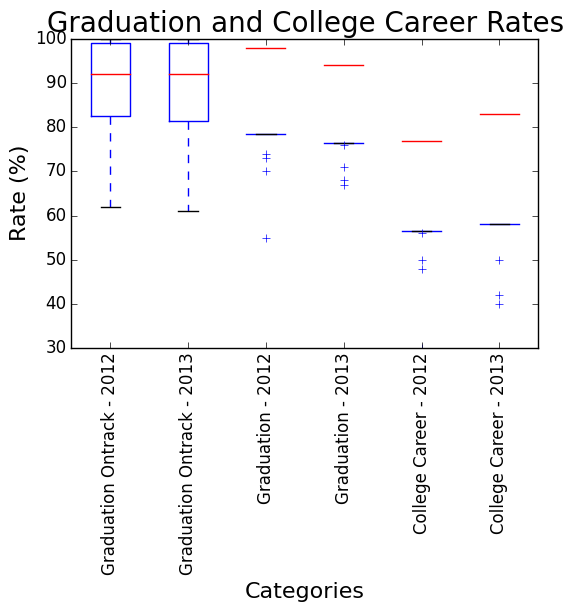 Graduation and College Career Rates
100
90
80
70
60
50
40
30
Rate (%)
Graduation Ontrack - 2012
Graduation Ontrack - 2013
Graduation - 2012
Graduation - 2013
College Career - 2012
College Career - 2013
Categories